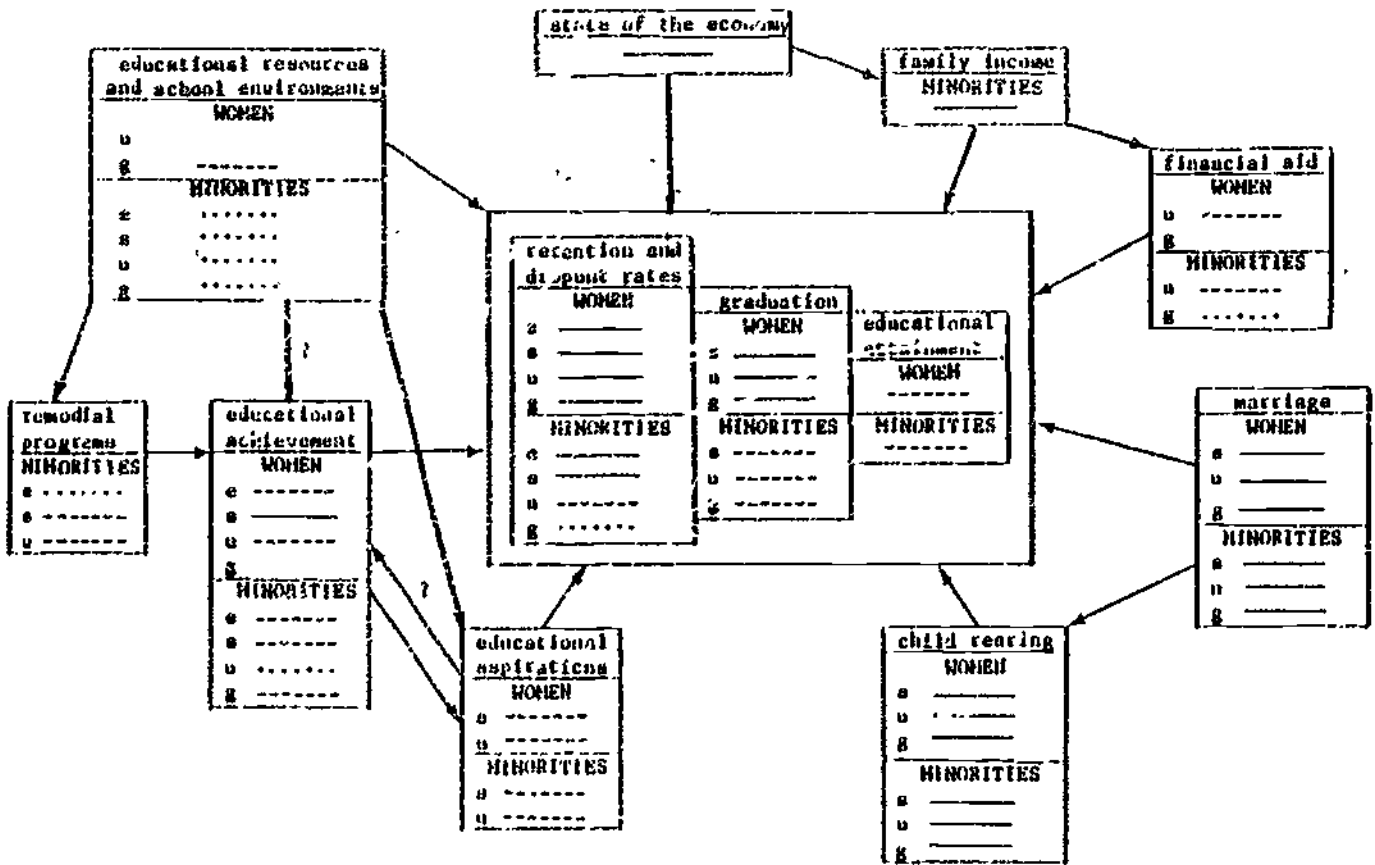 state of the economy
educational resources
and school environments
WOMEN
u
g
MINORITIES
e
s
u
g
family income
MINORITIES
financial aid
WOMEN
u
g
MINORITIES
u
g
retention and
dropout rates
WOMEN
s
u
g
MINORITIES
e
s
u
g
graduation
WOMEN
s
u
g
MINORITIES
s
u
g
educational
attainment
WOMEN
MINORITIES
?
remedial
programs
MINORITIES
e
s
u
educational
achievement
WOMEN
e
s
u
g
MINORITIES
e
s
u
g
?
educational
aspirations
WOMEN
s
u
MINORITIES
s
u
marriage
WOMEN
s
u
g
MINORITIES
s
u
g
child rearing
WOMEN
s
u
g
MINORITIES
s
u
g